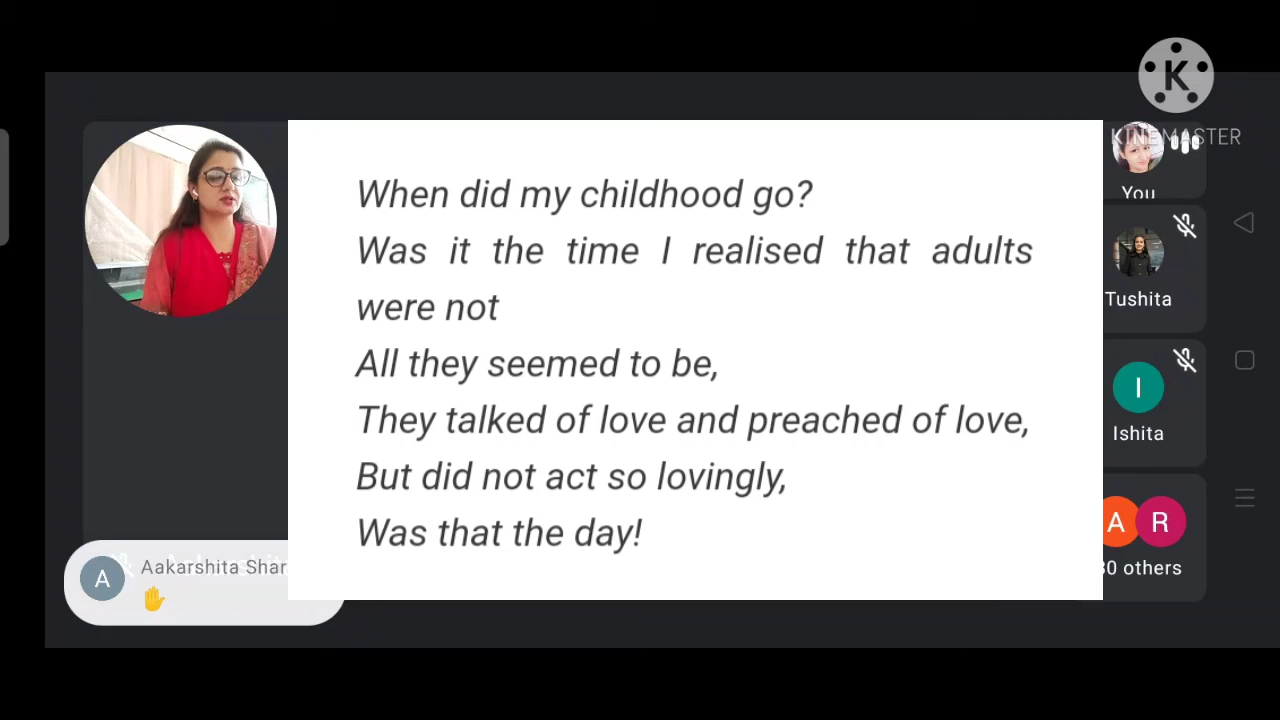 K
KINEMASTER
When did my childhood go?
Was it the time I realised that adults
were not
All they seemed to be,
They talked of love and preached of love,
But did not act so lovingly,
Was that the day!
You
Tushita
I
Ishita
A R
30 others
A
Aakarshita Shar
✋